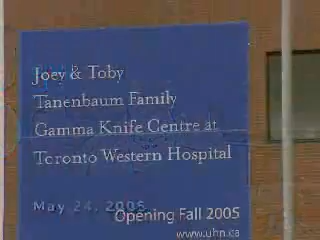 Joey & Toby
Tanenbaum Family
Gamma Knife Centre at
Toronto Western Hospital
May 24, 2005
Opening Fall 2005
www.uhn.ca